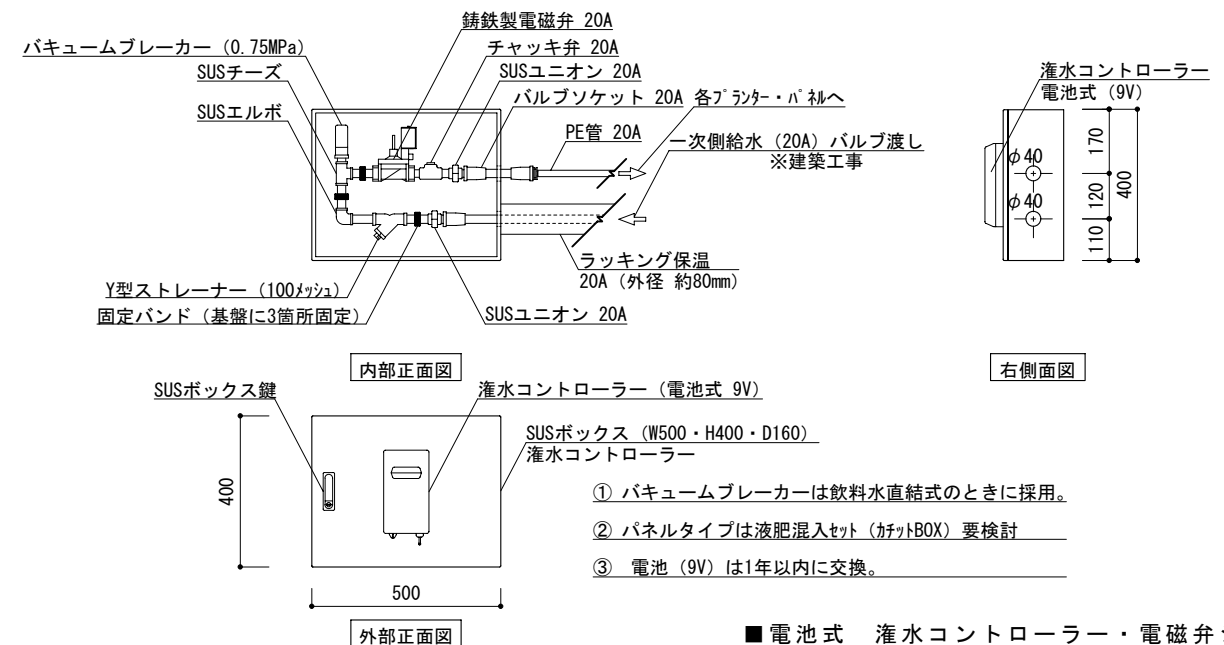 鋳鉄製電磁弁 20A
バキュームブレーカー（0.75MPa）
チャッキ弁 20A
SUSチーズ
SUSユニオン 20A
SUSエルボ
バルブソケット 20A
各プランター・パネルへ
PE管 20A
一次側給水（20A）バルブ渡し
※建築工事
ラッキング保温
20A（外径 約80mm）
Y型ストレーナー（100メッシュ）
固定バンド（基盤に3箇所固定）
SUSユニオン 20A
内部正面図
潅水コントローラー
電池式（9V）
φ40
φ40
170
120
110
400
右側面図
SUSボックス鍵
潅水コントローラー（電池式 9V）
SUSボックス（W500・H400・D160）
潅水コントローラー
400
500
外部正面図
① バキュームブレーカーは飲料水直結式のときに採用。
② パネルタイプは液肥混入セット（カチットBOX）要検討
③ 電池（9V）は1年以内に交換。
■電池式 潅水コントローラー・電磁弁